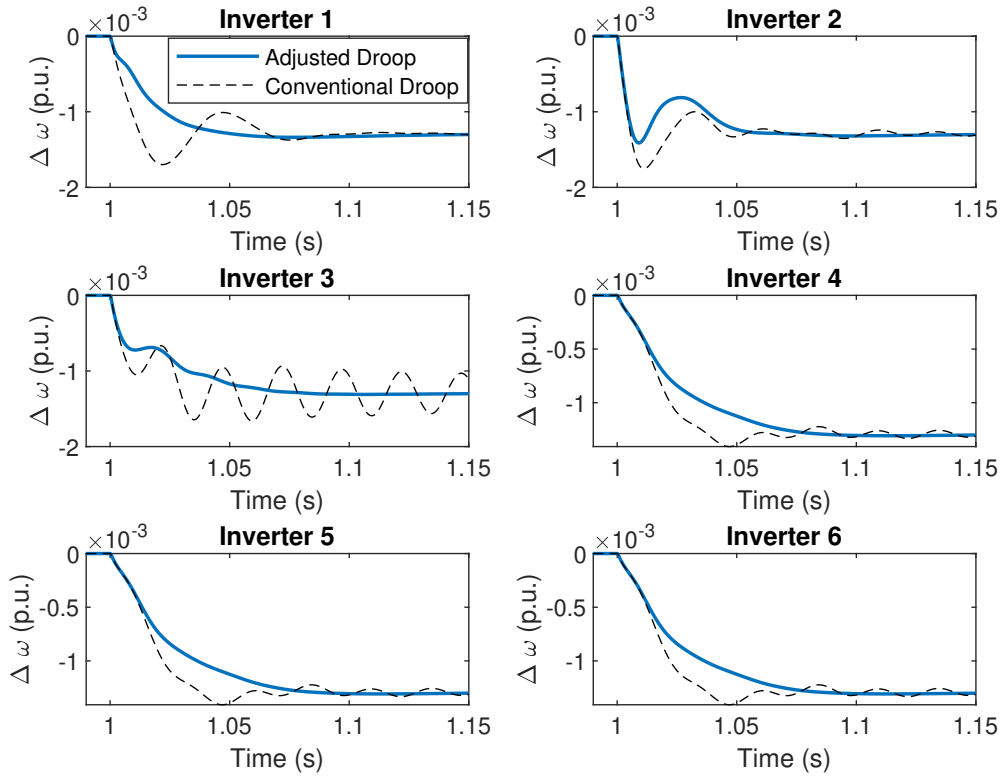 ×10⁻³ Inverter 1
0
-1
-2
Δ ω (p.u.)
Adjusted Droop
Conventional Droop
1 1.05 1.1 1.15
Time (s)
×10⁻³ Inverter 2
0
-1
-2
Δ ω (p.u.)
1 1.05 1.1 1.15
Time (s)
×10⁻³ Inverter 3
0
-1
-2
Δ ω (p.u.)
1 1.05 1.1 1.15
Time (s)
×10⁻³ Inverter 4
0
-0.5
-1
Δ ω (p.u.)
1 1.05 1.1 1.15
Time (s)
×10⁻³ Inverter 5
0
-0.5
-1
Δ ω (p.u.)
1 1.05 1.1 1.15
Time (s)
×10⁻³ Inverter 6
0
-0.5
-1
Δ ω (p.u.)
1 1.05 1.1 1.15
Time (s)